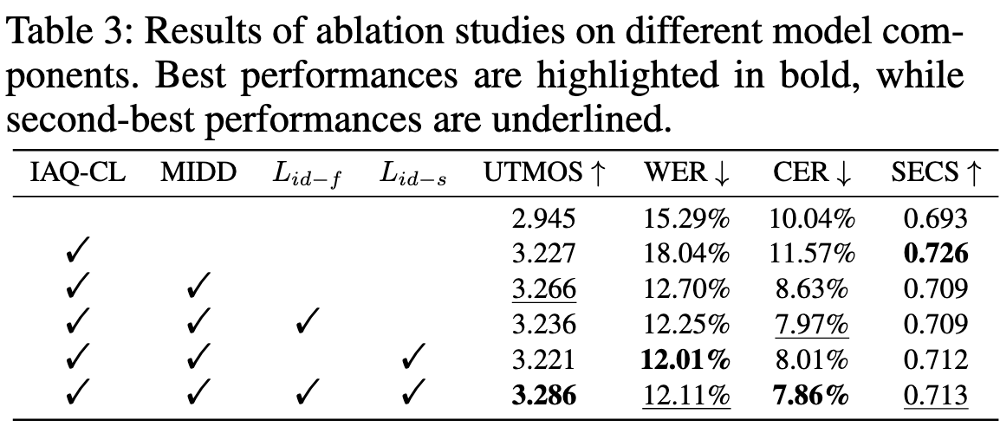 Table 3: Results of ablation studies on different model com-
ponents. Best performances are highlighted in bold, while
second-best performances are underlined.
IAQ-CL MIDD L_{id-f} L_{id-s} UTMOS ↑ WER ↓ CER ↓ SECS ↑
2.945 15.29% 10.04% 0.693
✓ 3.227 18.04% 11.57% 0.726
✓ ✓ 3.266 12.70% 8.63% 0.709
✓ ✓ ✓ 3.236 12.25% 7.97% 0.709
✓ ✓ ✓ 3.221 12.01% 8.01% 0.712
✓ ✓ ✓ ✓ 3.286 12.11% 7.86% 0.713